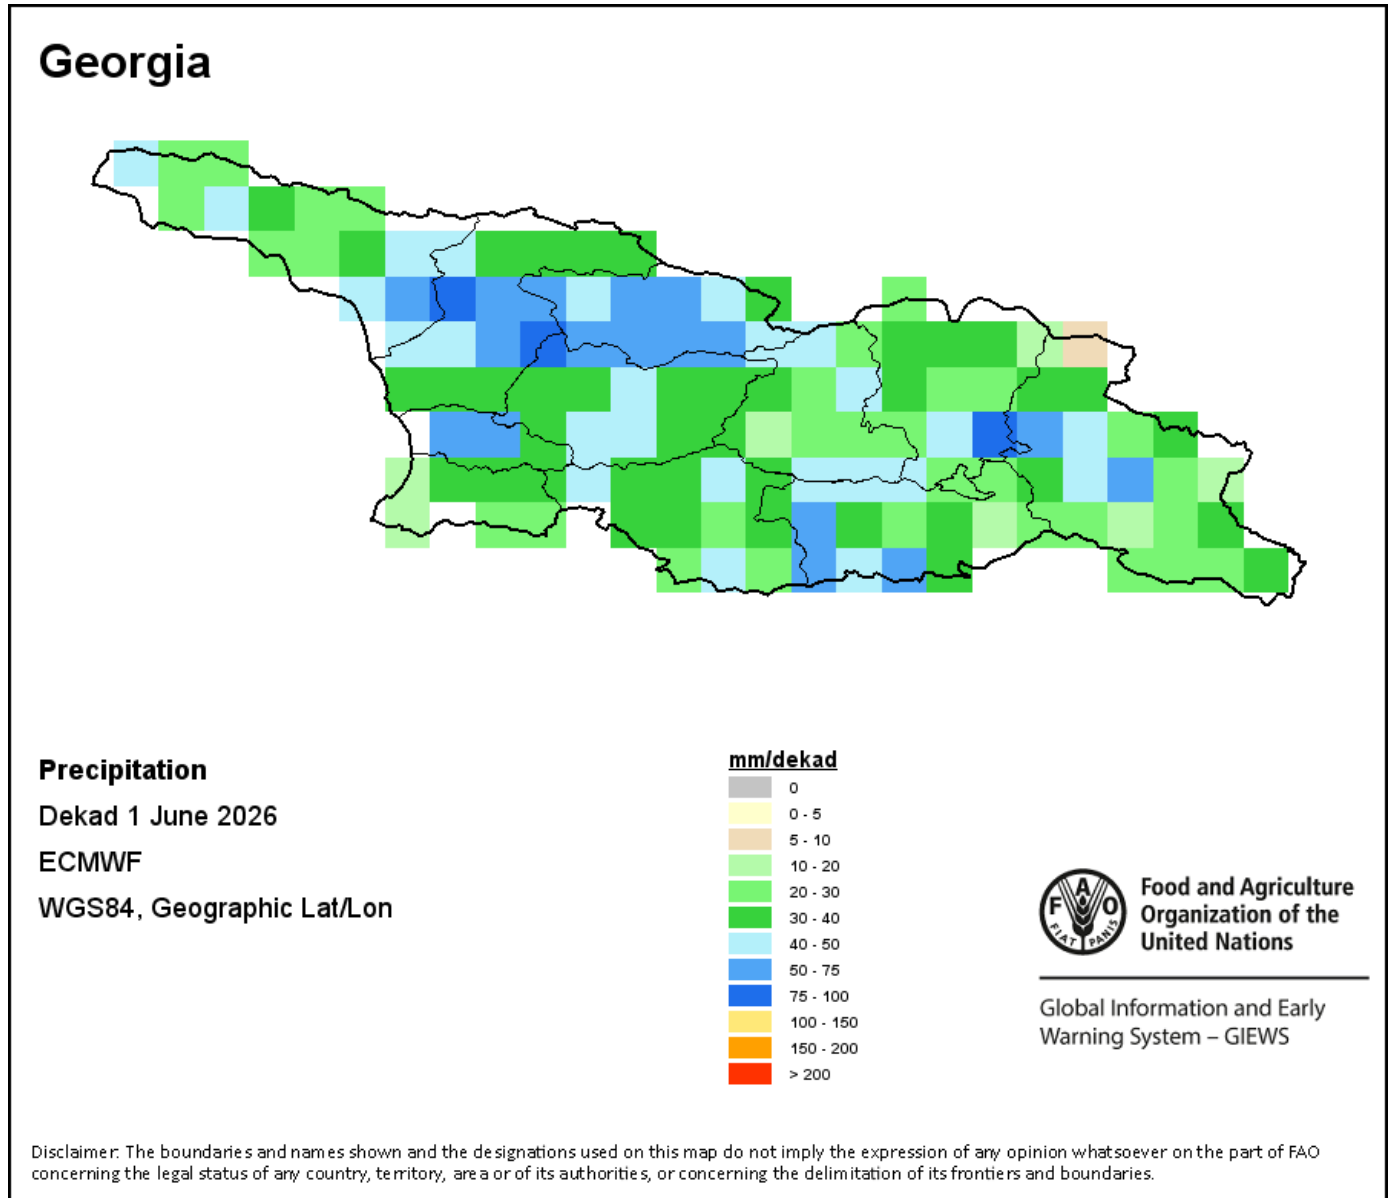 Georgia
Precipitation
Dekad 1 June 2026
ECMWF
WGS84, Geographic Lat/Lon
mm/dekad
0
0 - 5
5 - 10
10 - 20
20 - 30
30 - 40
40 - 50
50 - 75
75 - 100
100 - 150
150 - 200
> 200
F A O
FIAT PANIS
Food and Agriculture
Organization of the
United Nations
Global Information and Early
Warning System – GIEWS
Disclaimer: The boundaries and names shown and the designations used on this map do not imply the expression of any opinion whatsoever on the part of FAO
concerning the legal status of any country, territory, area or of its authorities, or concerning the delimitation of its frontiers and boundaries.